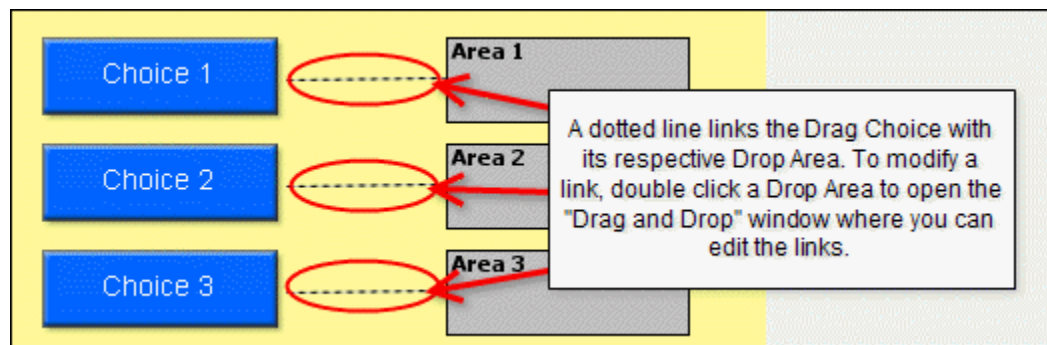 Choice 1
Area 1
A dotted line links the Drag Choice with
its respective Drop Area. To modify a
link, double click a Drop Area to open the
"Drag and Drop" window where you can
edit the links.
Choice 2
Area 2
Choice 3
Area 3